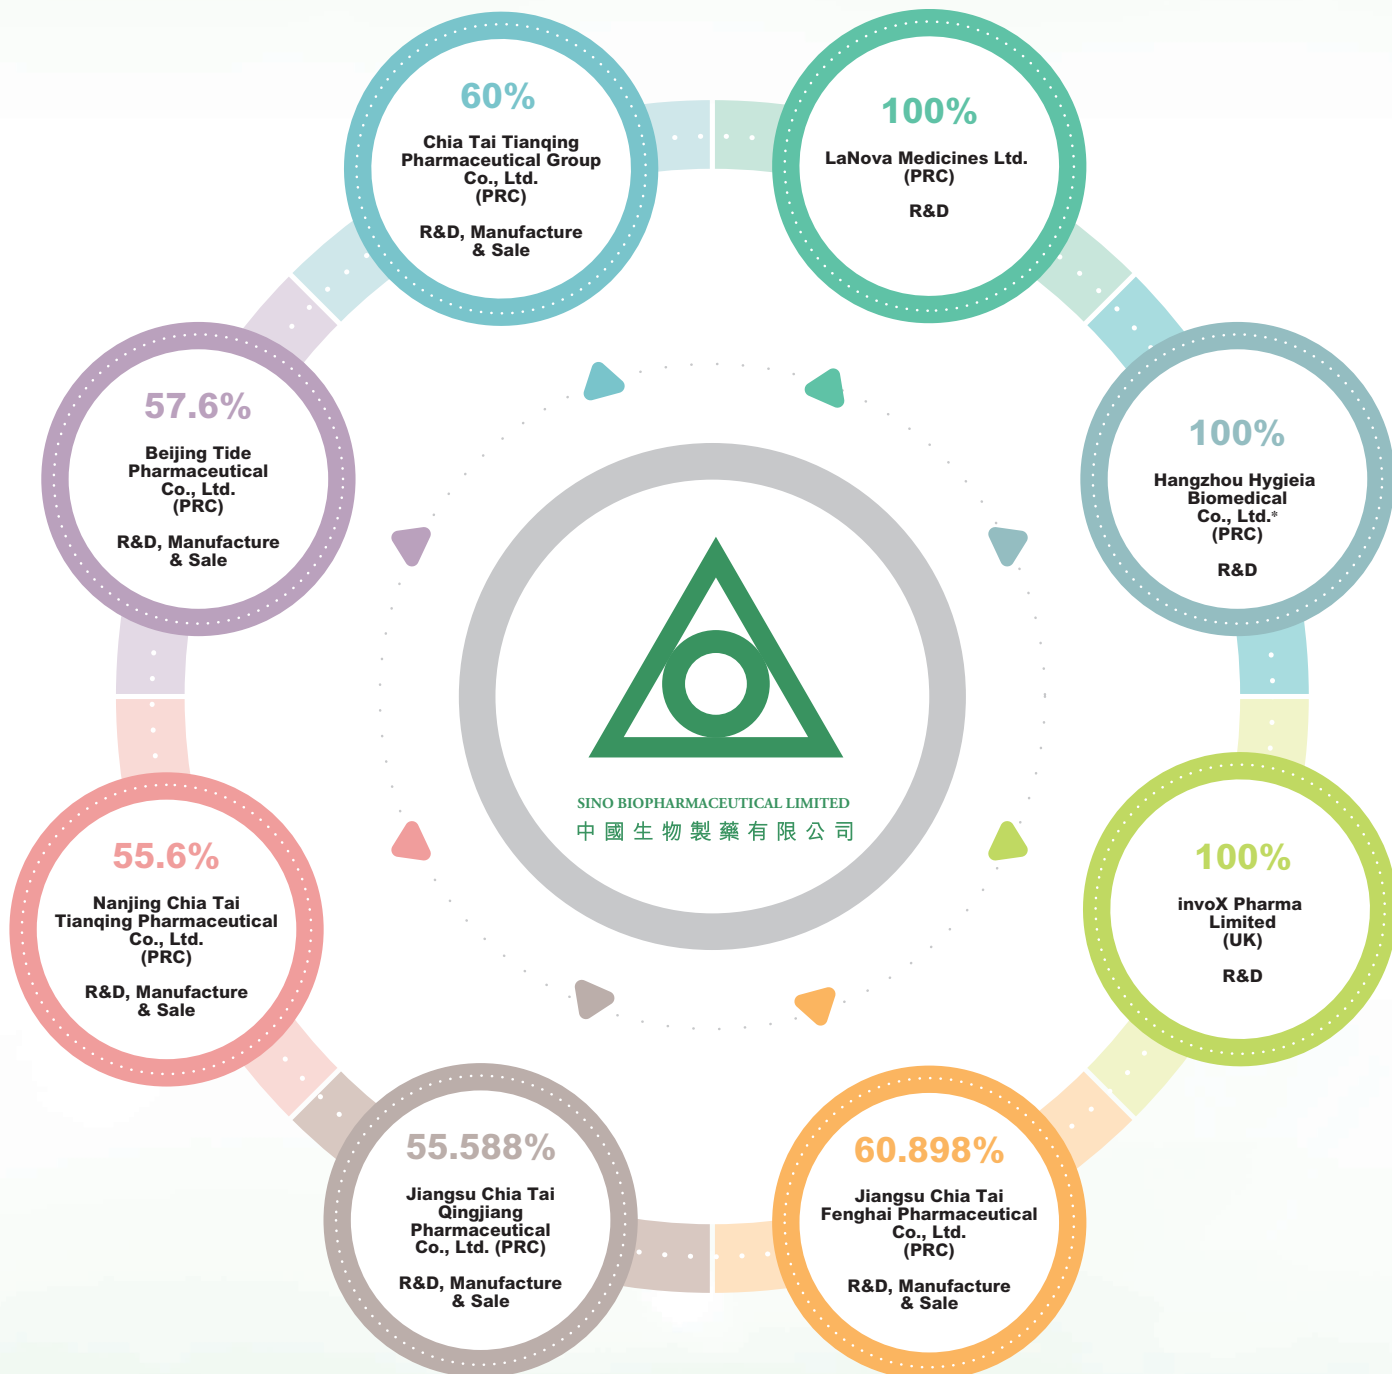 60%
Chia Tai Tianqing
Pharmaceutical Group
Co., Ltd.
(PRC)
R&D, Manufacture
& Sale
100%
LaNova Medicines Ltd.
(PRC)
R&D
57.6%
Beijing Tide
Pharmaceutical
Co., Ltd.
(PRC)
R&D, Manufacture
& Sale
100%
Hangzhou Hygieia
Biomedical
Co., Ltd.*
(PRC)
R&D
SINO BIOPHARMACEUTICAL LIMITED
中國生物製藥有限公司
55.6%
Nanjing Chia Tai
Tianqing Pharmaceutical
Co., Ltd.
(PRC)
R&D, Manufacture
& Sale
100%
invoX Pharma
Limited
(UK)
R&D
55.588%
Jiangsu Chia Tai
Qingjiang
Pharmaceutical
Co., Ltd. (PRC)
R&D, Manufacture
& Sale
60.898%
Jiangsu Chia Tai
Fenghai Pharmaceutical
Co., Ltd.
(PRC)
R&D, Manufacture
& Sale